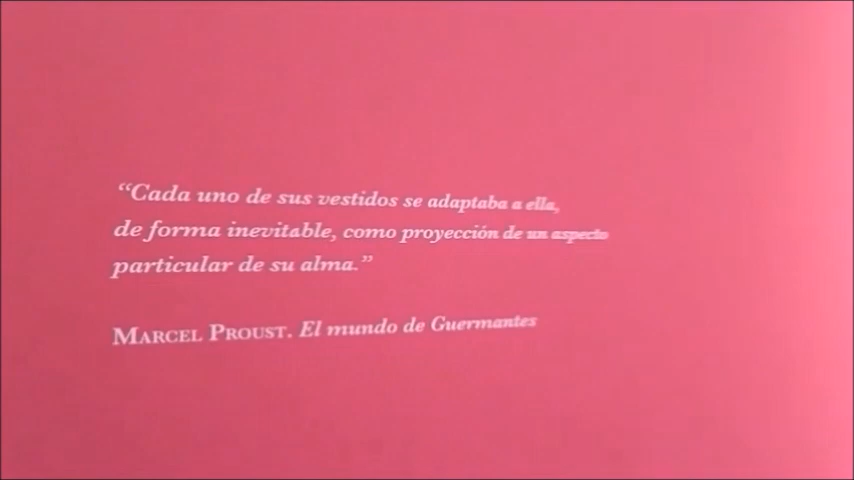 “Cada uno de sus vestidos se adaptaba a ella,
de forma inevitable, como proyección de un aspecto
particular de su alma.”
MARCEL PROUST. El mundo de Guermantes